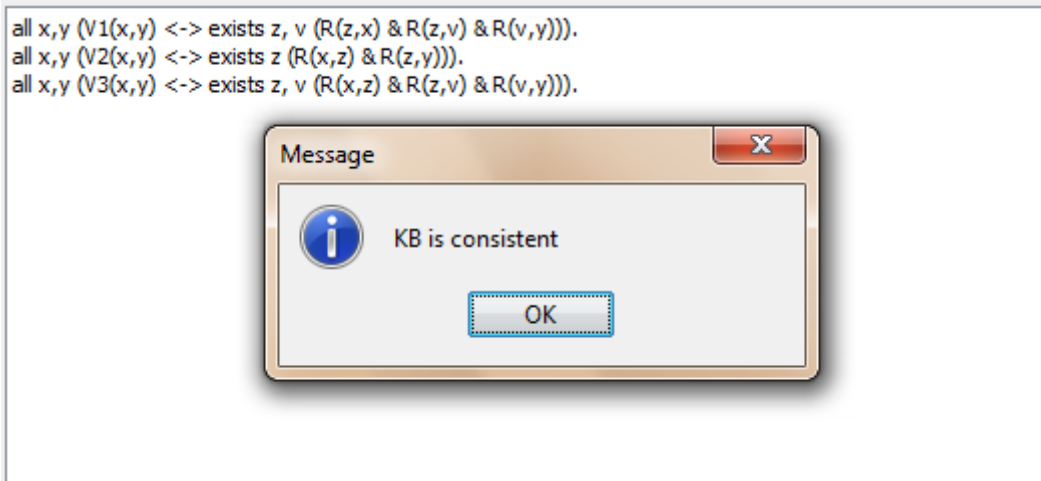 all x,y (V1(x,y) <-> exists z, v (R(z,x) & R(z,v) & R(v,y))).
all x,y (V2(x,y) <-> exists z (R(x,z) & R(z,y))).
all x,y (V3(x,y) <-> exists z, v (R(x,z) & R(z,v) & R(v,y))).
Message
KB is consistent
OK